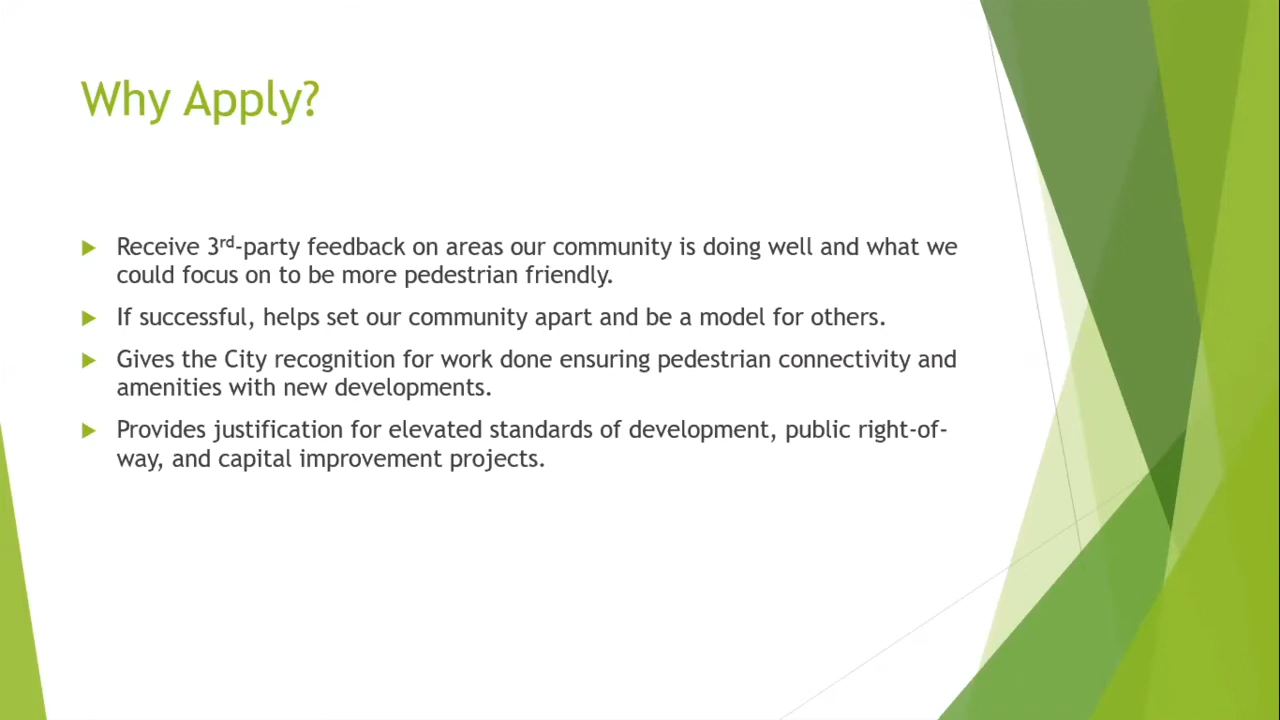 Why Apply?
Receive 3rd-party feedback on areas our community is doing well and what we
could focus on to be more pedestrian friendly.
If successful, helps set our community apart and be a model for others.
Gives the City recognition for work done ensuring pedestrian connectivity and
amenities with new developments.
Provides justification for elevated standards of development, public right-of-
way, and capital improvement projects.